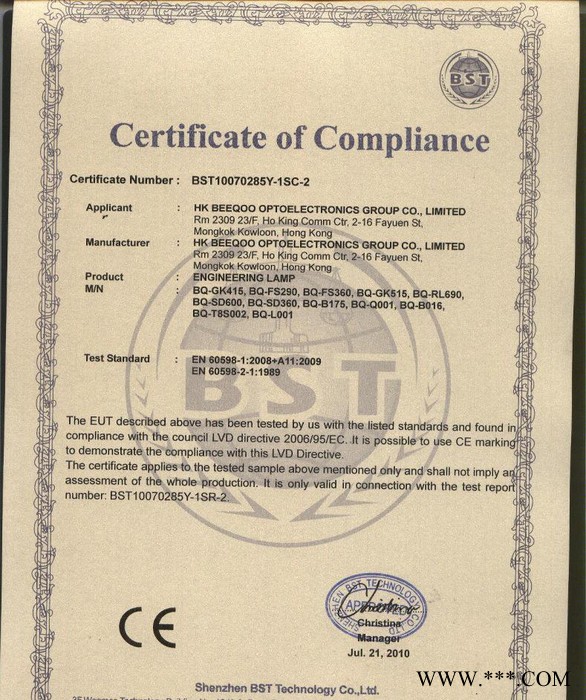 BST
Certificate of Compliance
Certificate Number : BST10070285Y-1SC-2
Applicant : HK BEEQOO OPTOELECTRONICS GROUP CO., LIMITED
Rm 2309 23/F, Ho King Comm Ctr, 2-16 Fayuen St,
Mongkok Kowloon, Hong Kong
Manufacturer : HK BEEQOO OPTOELECTRONICS GROUP CO., LIMITED
Rm 2309 23/F, Ho King Comm Ctr, 2-16 Fayuen St,
Mongkok Kowloon, Hong Kong
Product : ENGINEERING LAMP
M/N : BQ-GK415, BQ-FS290, BQ-FS360, BQ-GK515, BQ-RL690,
BQ-SD600, BQ-SD360, BQ-B175, BQ-Q001, BQ-B016,
BQ-T8S002, BQ-L001
Test Standard : EN 60598-1:2008+A11:2009
EN 60598-2-1:1989
BST
The EUT described above has been tested by us with the listed standards and found in
compliance with the council LVD directive 2006/95/EC. It is possible to use CE marking
to demonstrate the compliance with this LVD Directive.
The certificate applies to the tested sample above mentioned only and shall not imply an
assessment of the whole production. It is only valid in connection with the test report
number: BST10070285Y-1SR-2.
CE
SHENZHEN BST TECHNOLOGY CO LTD
APPROVED
Christina
Manager
Jul. 21, 2010
WWW.***.COM
Shenzhen BST Technology Co.,Ltd.